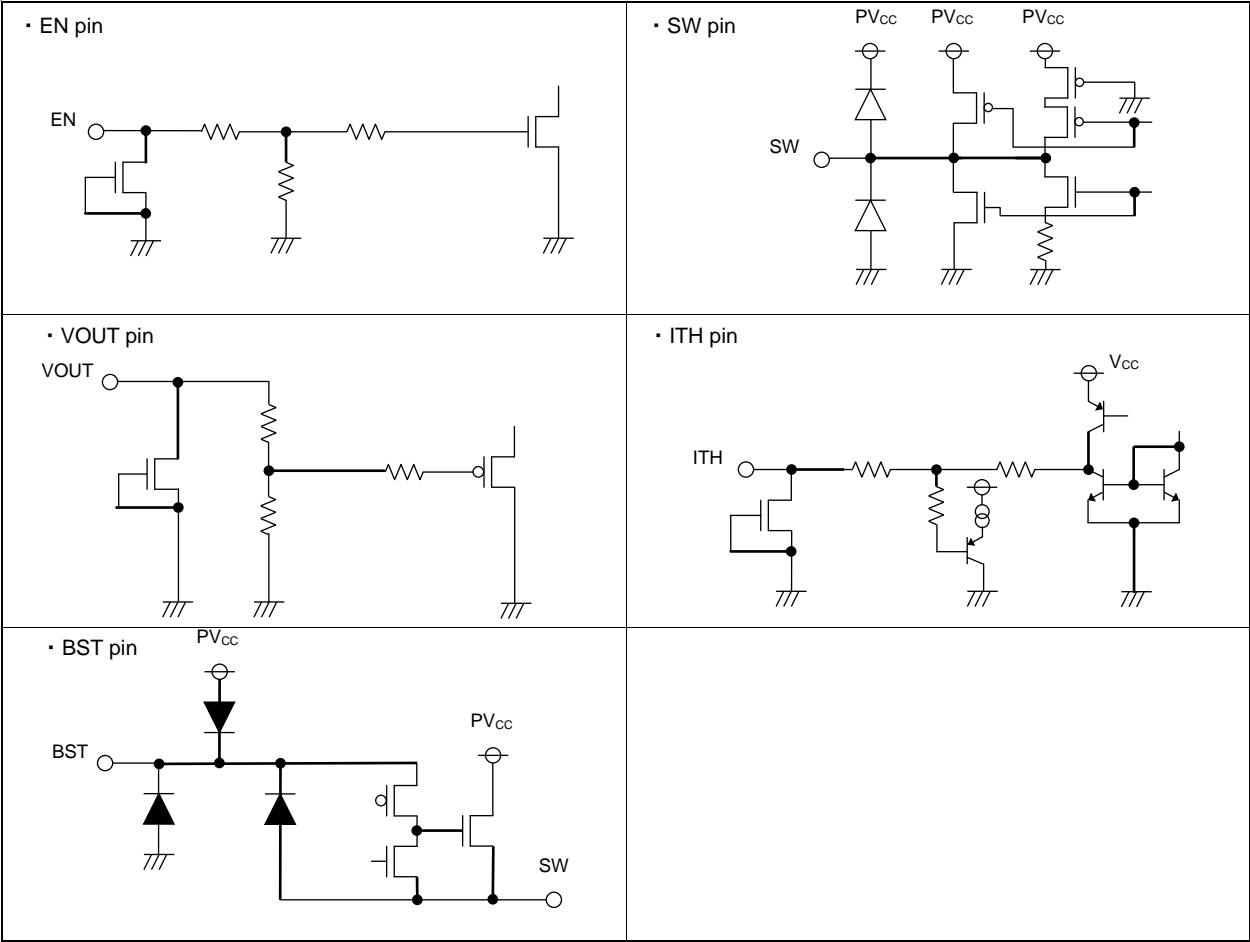 ・EN pin
EN
・SW pin
PVCC PVCC PVCC
SW
・VOUT pin
VOUT
・ITH pin
VCC
ITH
・BST pin
PVCC
PVCC
BST
SW